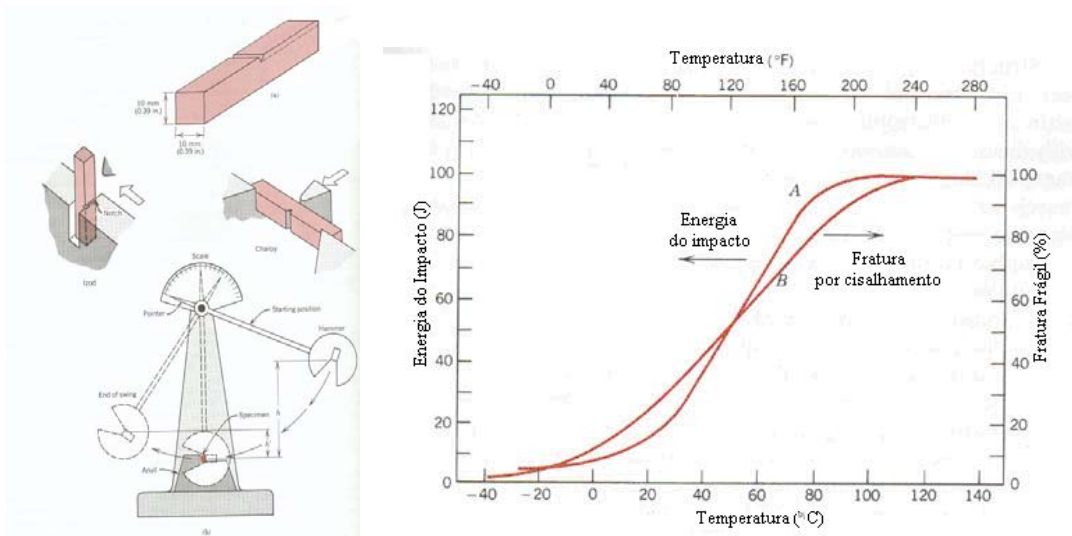 10 mm
(0.39 in.)
10 mm
(0.39 in.)
(a)
Notch
Izod
Charpy
Scale
Pointer
Starting position
Hammer
End of swing
Specimen
h
h'
Anvil
(b)
Temperatura (°F)
−40 0 40 80 120 160 200 240 280
Energia do Impacto (J)
120
100
80
60
40
20
0
A
Energia
do impacto
B
Fratura
por cisalhamento
100
80
60
40
20
0
Fratura Frágil (%)
−40 −20 0 20 40 60 80 100 120 140
Temperatura (°C)